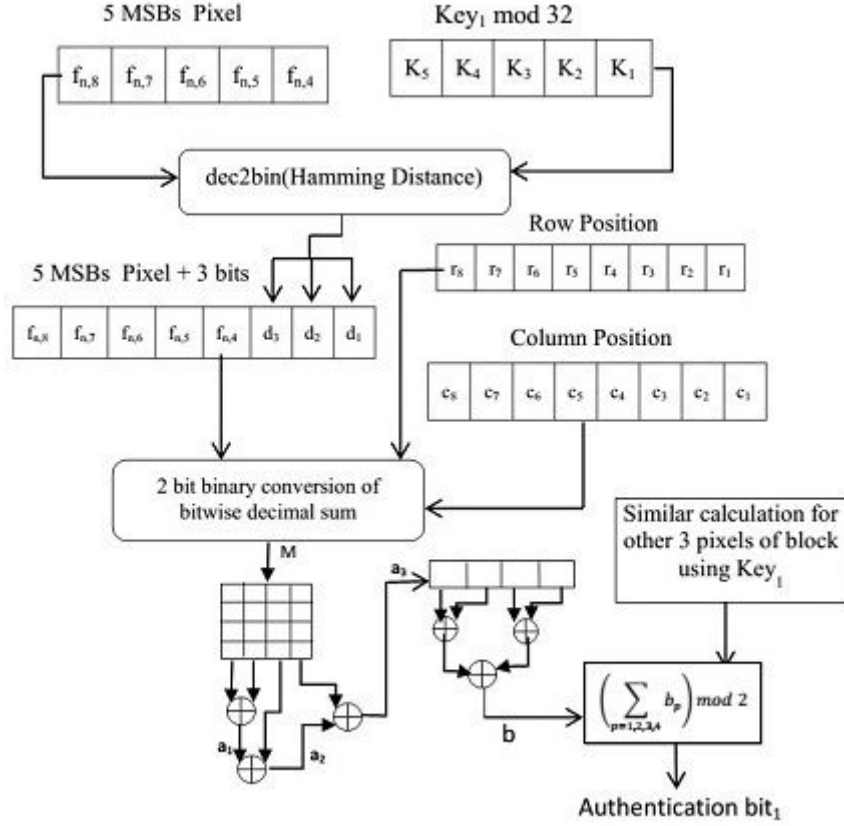 5 MSBs Pixel
Key₁ mod 32
fₙ,₈ fₙ,₇ fₙ,₆ fₙ,₅ fₙ,₄
K₅ K₄ K₃ K₂ K₁
dec2bin(Hamming Distance)
Row Position
r₈ r₇ r₆ r₅ r₄ r₃ r₂ r₁
5 MSBs Pixel + 3 bits
fₙ,₈ fₙ,₇ fₙ,₆ fₙ,₅ fₙ,₄ d₃ d₂ d₁
Column Position
c₈ c₇ c₆ c₅ c₄ c₃ c₂ c₁
2 bit binary conversion of
bitwise decimal sum
M
Similar calculation for
other 3 pixels of block
using Key₁
a₃
a₁
a₂
b
(∑ bₚ) mod 2
p=1,2,3,4
Authentication bit₁